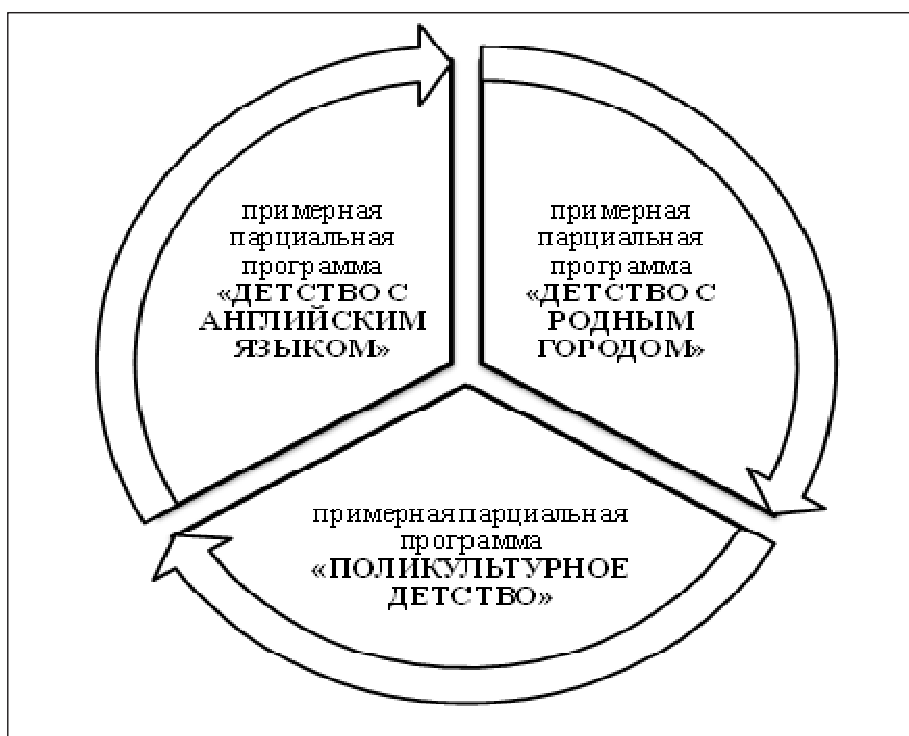 примерная
парциальная
программа
«ДЕТСТВО С
АНГЛИЙСКИМ
ЯЗЫКОМ»
примерная
парциальная
программа
«ДЕТСТВО С
РОДНЫМ
ГОРОДОМ»
примерная парциальная
программа
«ПОЛИКУЛЬТУРНОЕ
ДЕТСТВО»